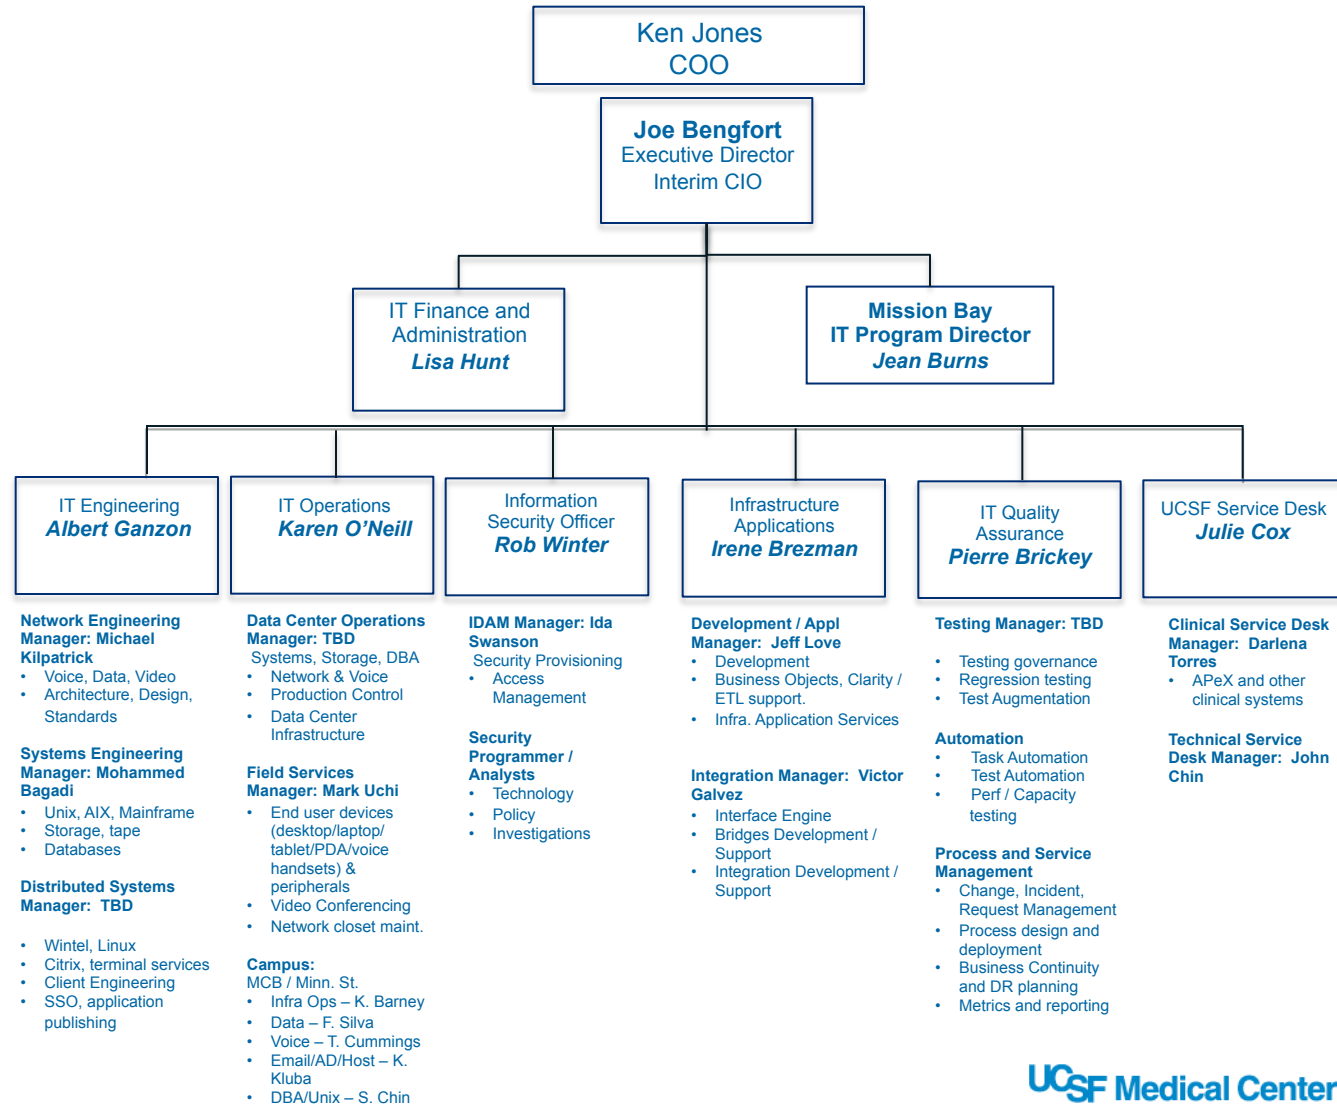 Ken Jones
COO
Joe Bengfort
Executive Director
Interim CIO
IT Finance and
Administration
Lisa Hunt
Mission Bay
IT Program Director
Jean Burns
IT Engineering
Albert Ganzon
IT Operations
Karen O’Neill
Information
Security Officer
Rob Winter
Infrastructure
Applications
Irene Brezman
IT Quality
Assurance
Pierre Brickey
UCSF Service Desk
Julie Cox
Network Engineering
Manager: Michael
Kilpatrick
• Voice, Data, Video
• Architecture, Design,
Standards
Systems Engineering
Manager: Mohammed
Bagadi
• Unix, AIX, Mainframe
• Storage, tape
• Databases
Distributed Systems
Manager: TBD
• Wintel, Linux
• Citrix, terminal services
• Client Engineering
• SSO, application
publishing
Data Center Operations
Manager: TBD
Systems, Storage, DBA
• Network & Voice
• Production Control
• Data Center
Infrastructure
Field Services
Manager: Mark Uchi
• End user devices
(desktop/laptop/
tablet/PDA/voice
handsets) &
peripherals
• Video Conferencing
• Network closet maint.
Campus:
MCB / Minn. St.
• Infra Ops – K. Barney
• Data – F. Silva
• Voice – T. Cummings
• Email/AD/Host – K.
Kluba
• DBA/Unix – S. Chin
IDAM Manager: Ida
Swanson
Security Provisioning
• Access
Management
Security
Programmer /
Analysts
• Technology
• Policy
• Investigations
Development / Appl
Manager: Jeff Love
• Development
• Business Objects, Clarity /
ETL support.
• Infra. Application Services
Integration Manager: Victor
Galvez
• Interface Engine
• Bridges Development /
Support
• Integration Development /
Support
Testing Manager: TBD
• Testing governance
• Regression testing
• Test Augmentation
Automation
• Task Automation
• Test Automation
• Perf / Capacity
testing
Process and Service
Management
• Change, Incident,
Request Management
• Process design and
deployment
• Business Continuity
and DR planning
• Metrics and reporting
Clinical Service Desk
Manager: Darlena
Torres
• APeX and other
clinical systems
Technical Service
Desk Manager: John
Chin
UCSF Medical Center